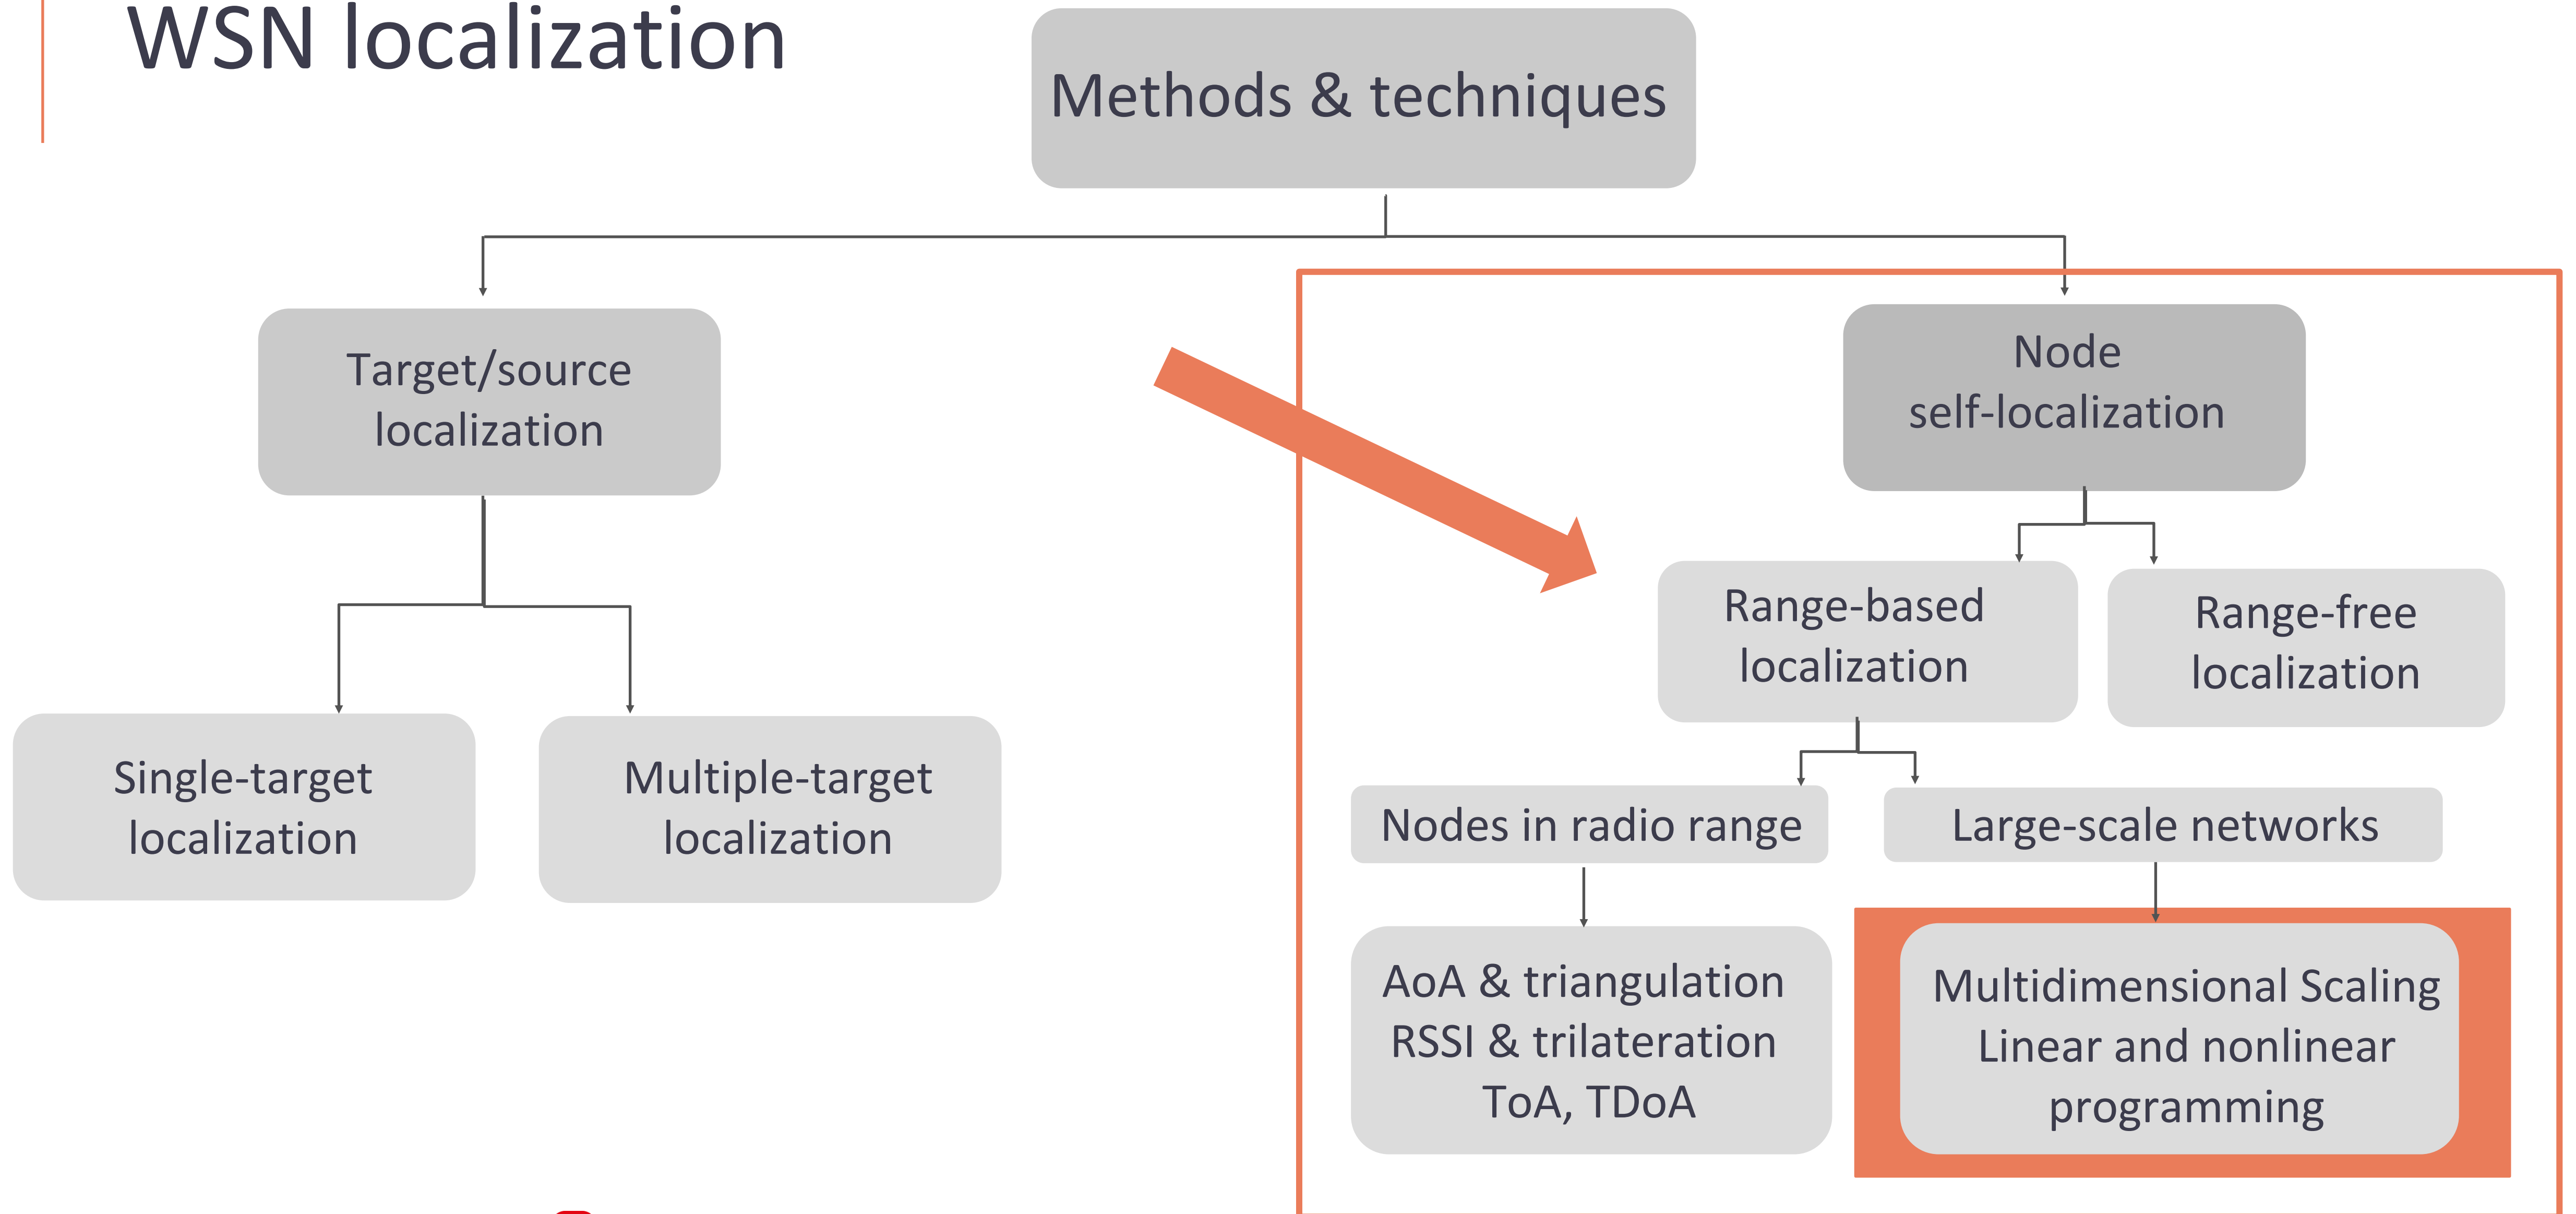 WSN localization
Methods & techniques
Target/source
localization
Node
self-localization
Range-based
localization
Range-free
localization
Single-target
localization
Multiple-target
localization
Nodes in radio range
Large-scale networks
AoA & triangulation
RSSI & trilateration
ToA, TDoA
Multidimensional Scaling
Linear and nonlinear
programming